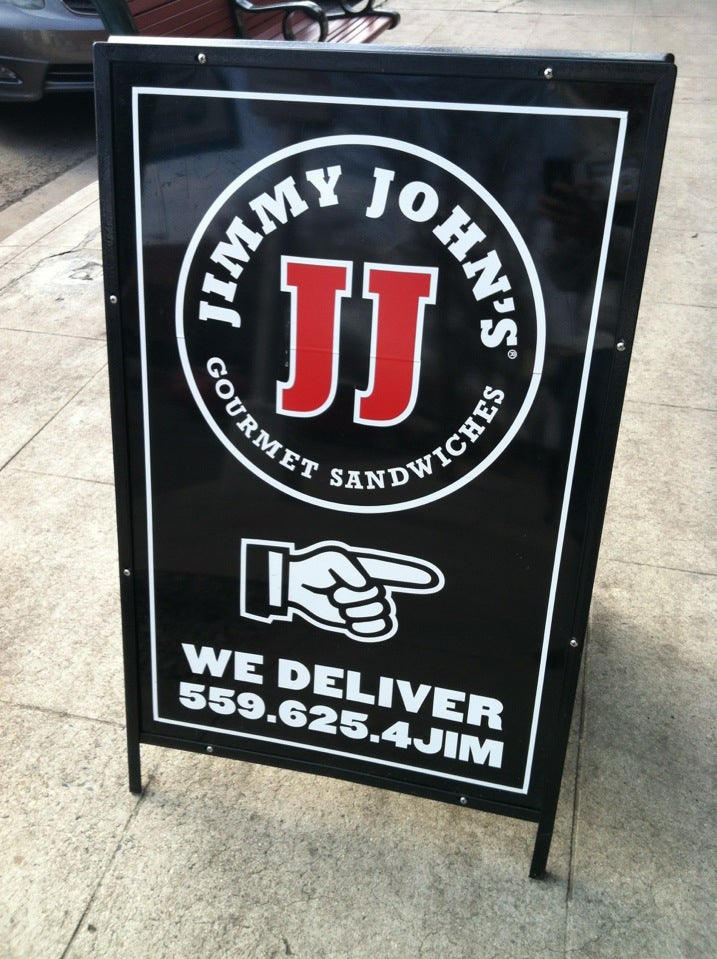 JIMMY JOHN'S®
JJ
GOURMET SANDWICHES
WE DELIVER
559.625.4JIM